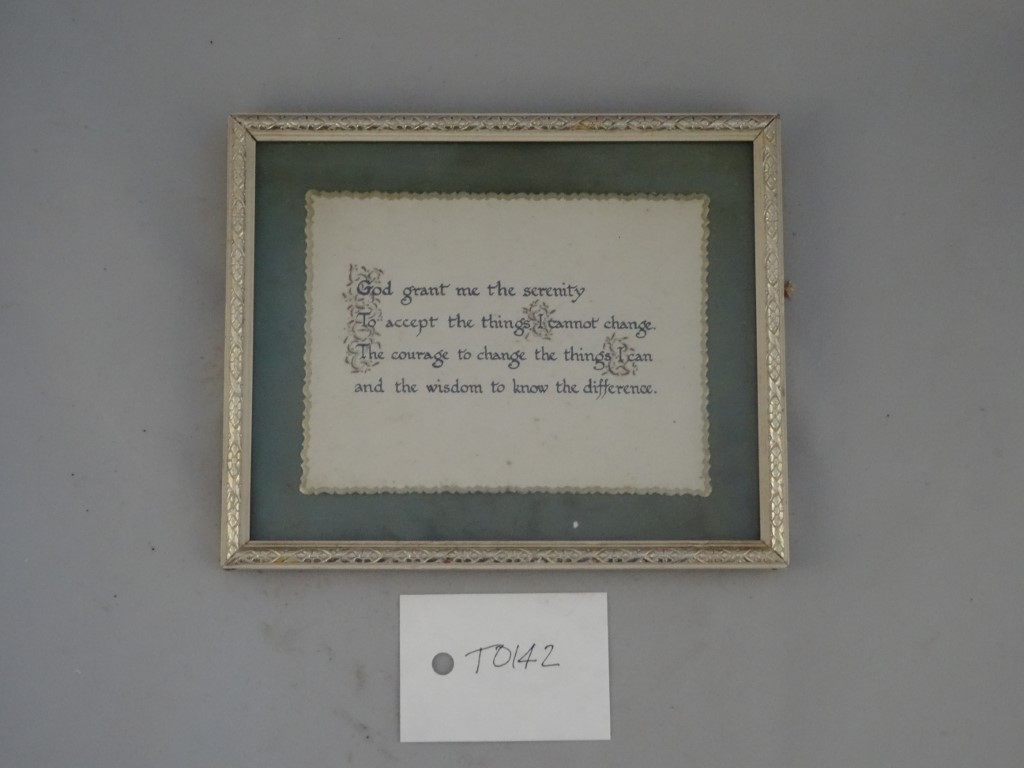 God grant me the serenity
To accept the things I cannot change.
The courage to change the things I can
and the wisdom to know the difference.
T0142